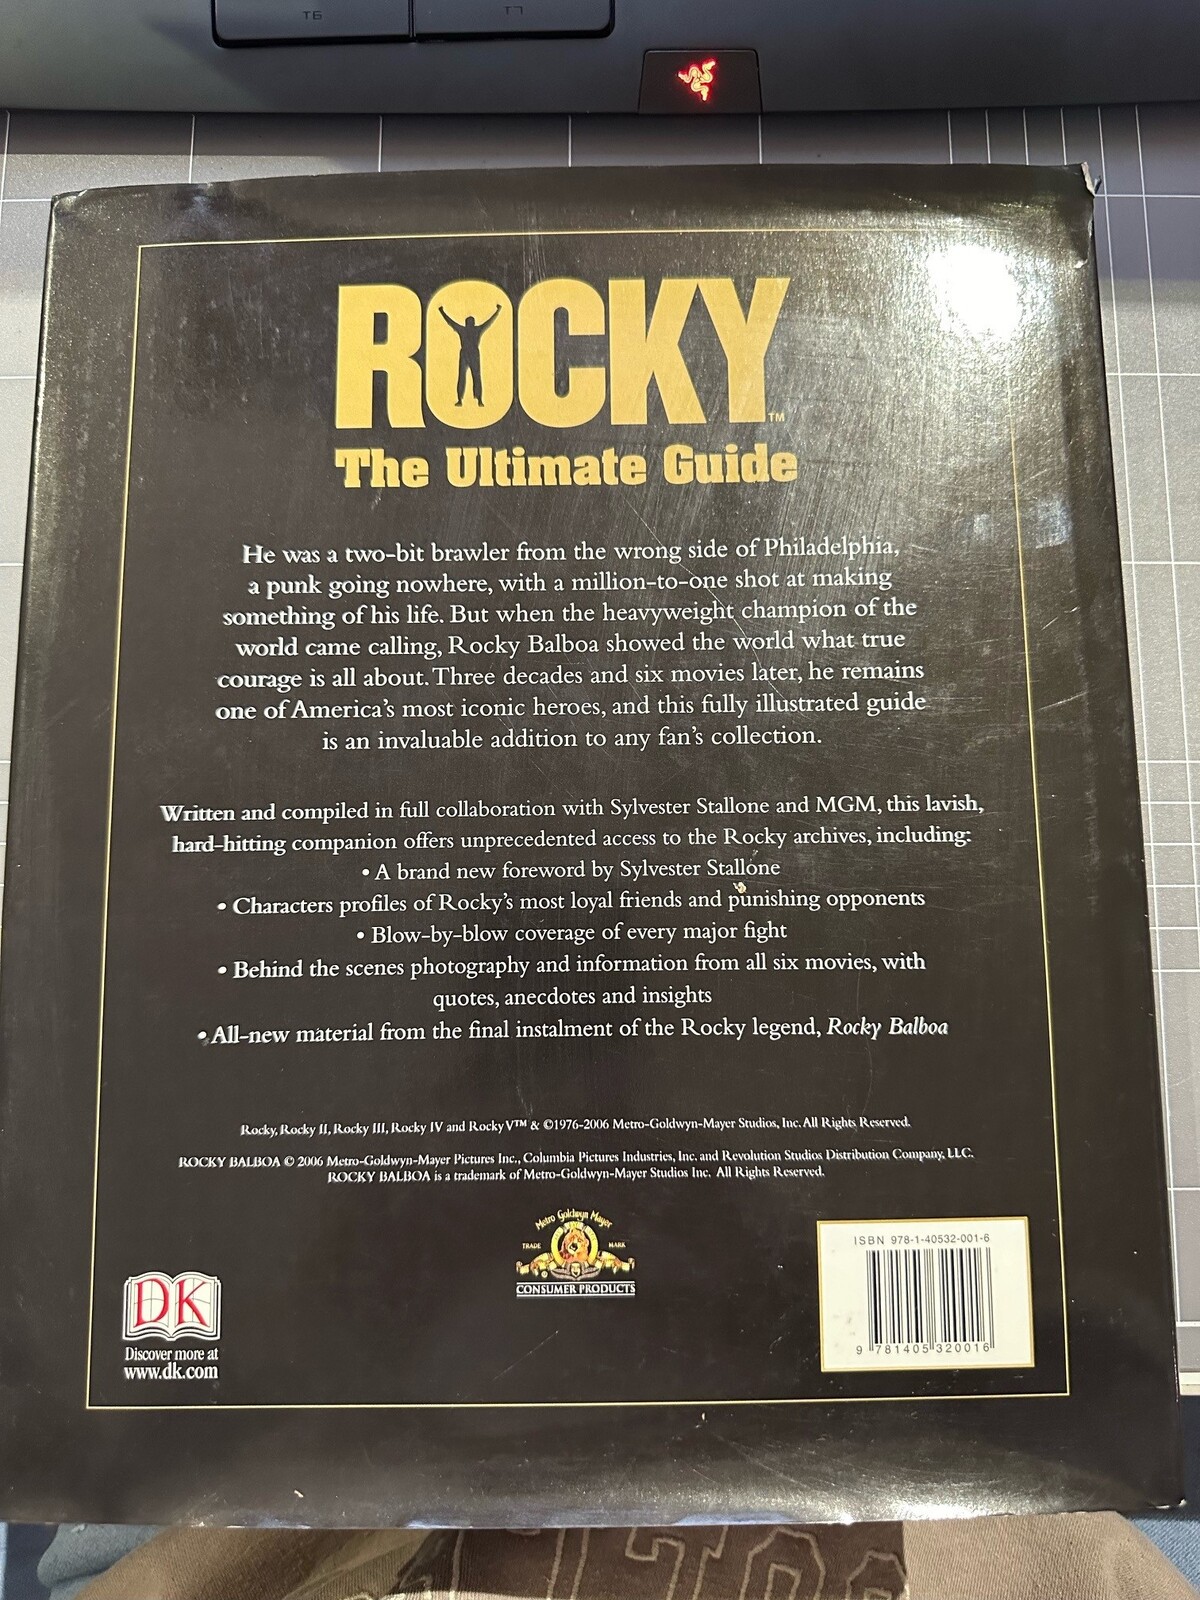 T6
T7
ROCKY™
The Ultimate Guide
He was a two-bit brawler from the wrong side of Philadelphia,
a punk going nowhere, with a million-to-one shot at making
something of his life. But when the heavyweight champion of the
world came calling, Rocky Balboa showed the world what true
courage is all about. Three decades and six movies later, he remains
one of America's most iconic heroes, and this fully illustrated guide
is an invaluable addition to any fan's collection.
Written and compiled in full collaboration with Sylvester Stallone and MGM, this lavish,
hard-hitting companion offers unprecedented access to the Rocky archives, including:
• A brand new foreword by Sylvester Stallone
• Characters profiles of Rocky's most loyal friends and punishing opponents
• Blow-by-blow coverage of every major fight
• Behind the scenes photography and information from all six movies, with
quotes, anecdotes and insights
• All-new material from the final instalment of the Rocky legend, Rocky Balboa
Rocky, Rocky II, Rocky III, Rocky IV and Rocky V™ & ©1976-2006 Metro-Goldwyn-Mayer Studios, Inc. All Rights Reserved.
ROCKY BALBOA © 2006 Metro-Goldwyn-Mayer Pictures Inc., Columbia Pictures Industries, Inc. and Revolution Studios Distribution Company, LLC.
ROCKY BALBOA is a trademark of Metro-Goldwyn-Mayer Studios Inc. All Rights Reserved.
Metro Goldwyn Mayer
TRADE MARK
CONSUMER PRODUCTS
DK
Discover more at
www.dk.com
ISBN 978-1-40532-001-6
9 781405 320016